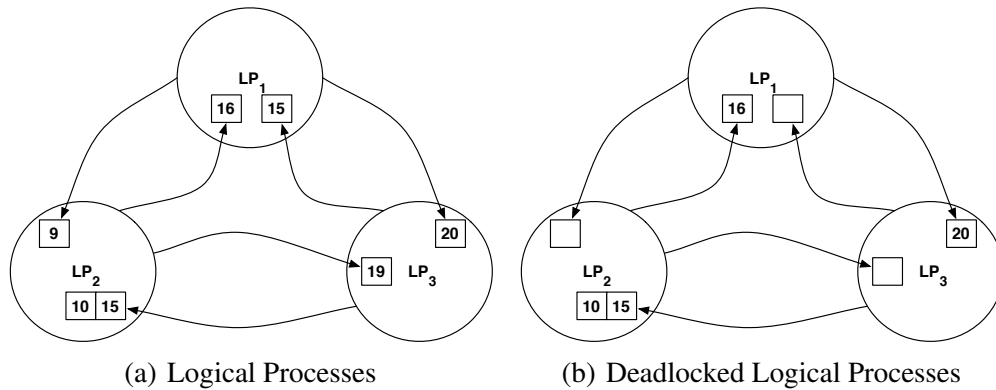 LP1
16 15
9
LP2
10 15
20
19
LP3
(a) Logical Processes
LP1
16
LP2
10 15
20
LP3
(b) Deadlocked Logical Processes